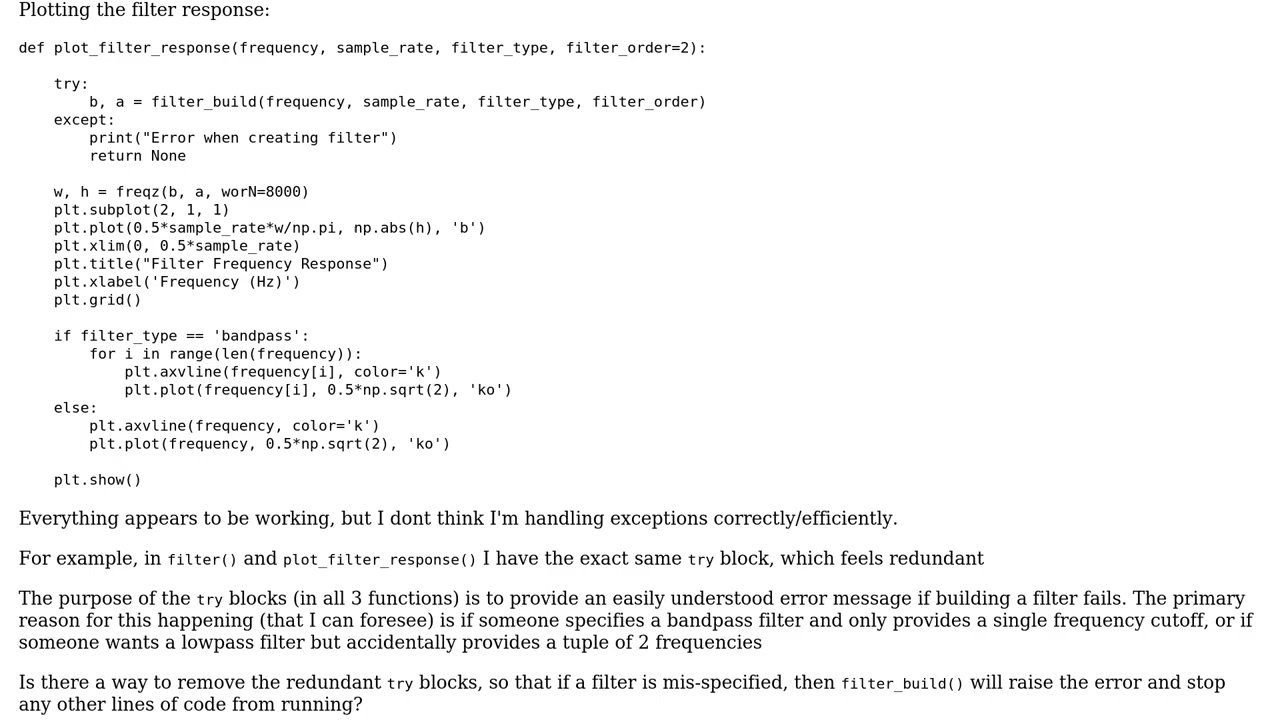 Plotting the filter response:
def plot_filter_response(frequency, sample_rate, filter_type, filter_order=2):
    try:
        b, a = filter_build(frequency, sample_rate, filter_type, filter_order)
    except:
        print("Error when creating filter")
        return None
    w, h = freqz(b, a, worN=8000)
    plt.subplot(2, 1, 1)
    plt.plot(0.5*sample_rate*w/np.pi, np.abs(h), 'b')
    plt.xlim(0, 0.5*sample_rate)
    plt.title("Filter Frequency Response")
    plt.xlabel('Frequency (Hz)')
    plt.grid()
    if filter_type == 'bandpass':
        for i in range(len(frequency)):
            plt.axvline(frequency[i], color='k')
            plt.plot(frequency[i], 0.5*np.sqrt(2), 'ko')
    else:
        plt.axvline(frequency, color='k')
        plt.plot(frequency, 0.5*np.sqrt(2), 'ko')
    plt.show()
Everything appears to be working, but I dont think I'm handling exceptions correctly/efficiently.
For example, in filter() and plot_filter_response() I have the exact same try block, which feels redundant
The purpose of the try blocks (in all 3 functions) is to provide an easily understood error message if building a filter fails. The primary
reason for this happening (that I can foresee) is if someone specifies a bandpass filter and only provides a single frequency cutoff, or if
someone wants a lowpass filter but accidentally provides a tuple of 2 frequencies
Is there a way to remove the redundant try blocks, so that if a filter is mis-specified, then filter_build() will raise the error and stop
any other lines of code from running?